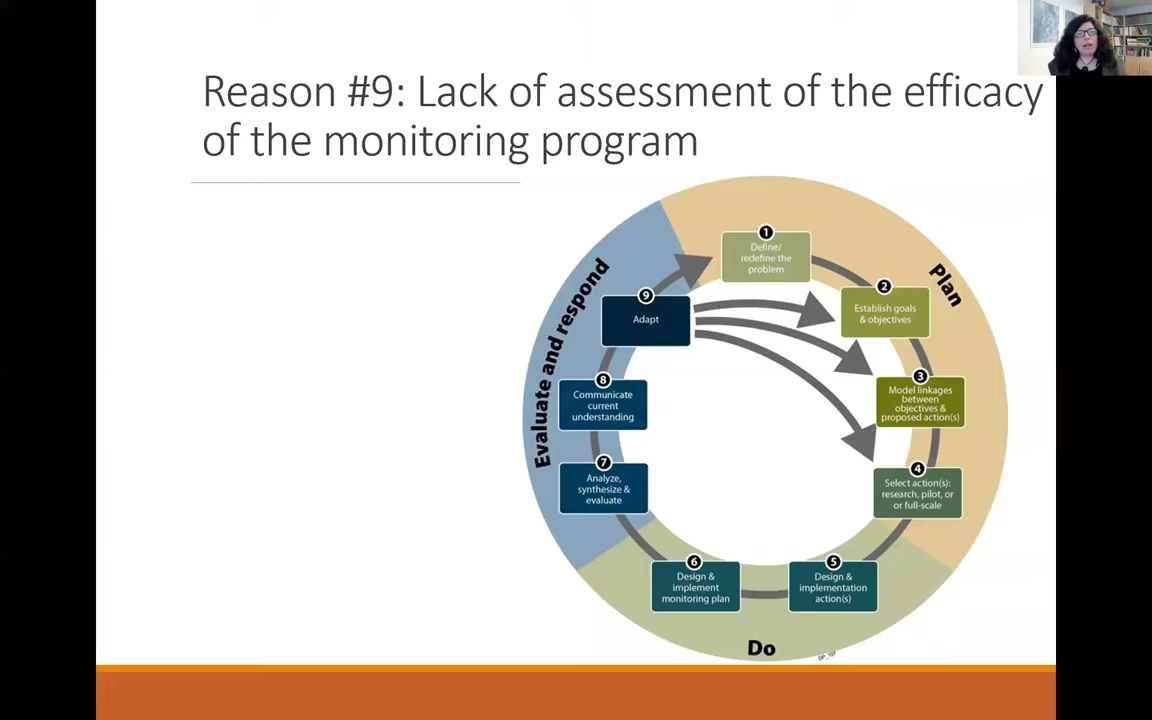 Reason #9: Lack of assessment of the efficacy
of the monitoring program
Plan
1
Define/
redefine the
problem
2
Establish goals
& objectives
3
Model linkages
between
objectives &
proposed action(s)
4
Select action(s):
research, pilot, or
or full-scale
Do
5
Design &
implementation
action(s)
6
Design &
implement
monitoring plan
Evaluate and respond
7
Analyze,
synthesize &
evaluate
8
Communicate
current
understanding
9
Adapt